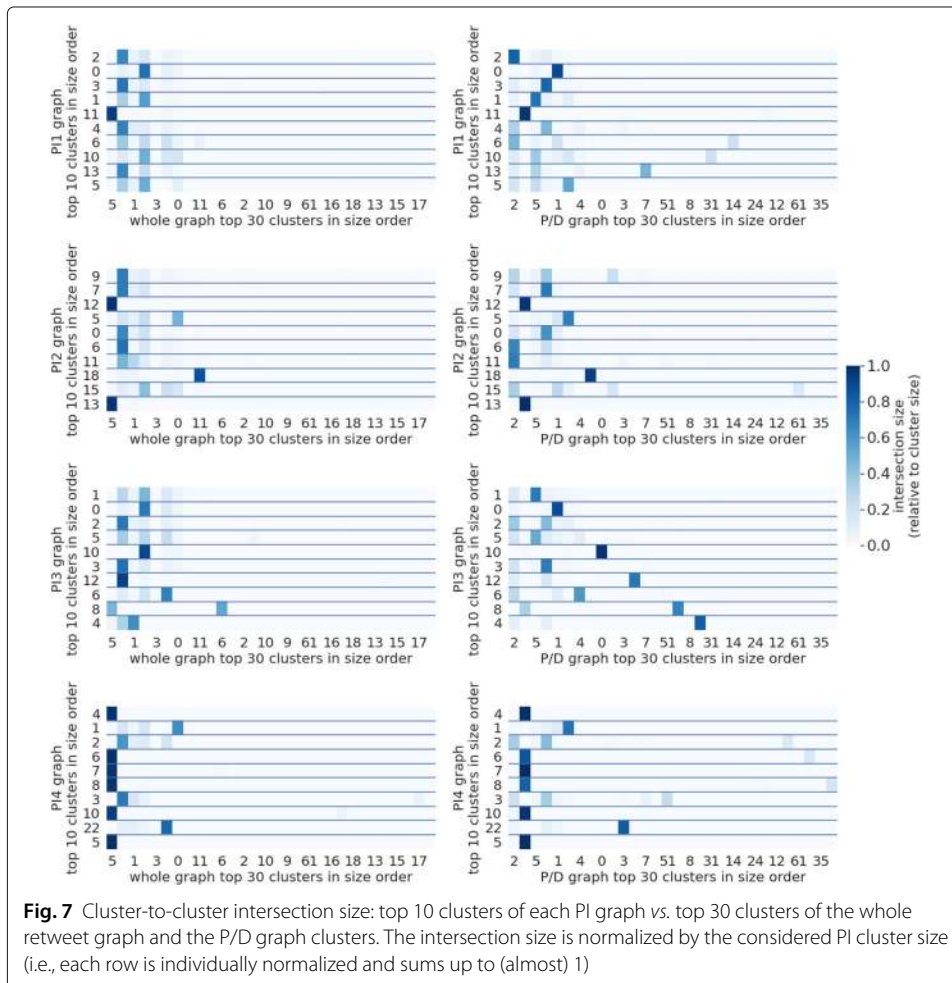 PI1 graph
top 10 clusters in size order
2
0
3
1
11
4
6
10
13
5
5 1 3 0 11 6 2 10 9 61 16 18 13 15 17
whole graph top 30 clusters in size order
2 5 1 4 0 3 7 51 8 31 14 24 12 61 35
P/D graph top 30 clusters in size order
PI2 graph
top 10 clusters in size order
9
7
12
5
0
6
11
18
15
13
5 1 3 0 11 6 2 10 9 61 16 18 13 15 17
whole graph top 30 clusters in size order
PI2 graph
top 10 clusters in size order
9
7
12
5
0
6
11
18
15
13
2 5 1 4 0 3 7 51 8 31 14 24 12 61 35
P/D graph top 30 clusters in size order
PI1 graph
top 10 clusters in size order
2
0
3
1
11
4
6
10
13
5
1.0
0.8
0.6
0.4
0.2
0.0
intersection size
(relative to cluster size)
PI3 graph
top 10 clusters in size order
1
0
2
5
10
3
12
6
8
4
5 1 3 0 11 6 2 10 9 61 16 18 13 15 17
whole graph top 30 clusters in size order
PI3 graph
top 10 clusters in size order
1
0
2
5
10
3
12
6
8
4
2 5 1 4 0 3 7 51 8 31 14 24 12 61 35
P/D graph top 30 clusters in size order
PI4 graph
top 10 clusters in size order
4
1
2
6
7
8
3
10
22
5
5 1 3 0 11 6 2 10 9 61 16 18 13 15 17
whole graph top 30 clusters in size order
PI4 graph
top 10 clusters in size order
4
1
2
6
7
8
3
10
22
5
2 5 1 4 0 3 7 51 8 31 14 24 12 61 35
P/D graph top 30 clusters in size order
Fig. 7 Cluster-to-cluster intersection size: top 10 clusters of each PI graph vs. top 30 clusters of the whole
retweet graph and the P/D graph clusters. The intersection size is normalized by the considered PI cluster size
(i.e., each row is individually normalized and sums up to (almost) 1)